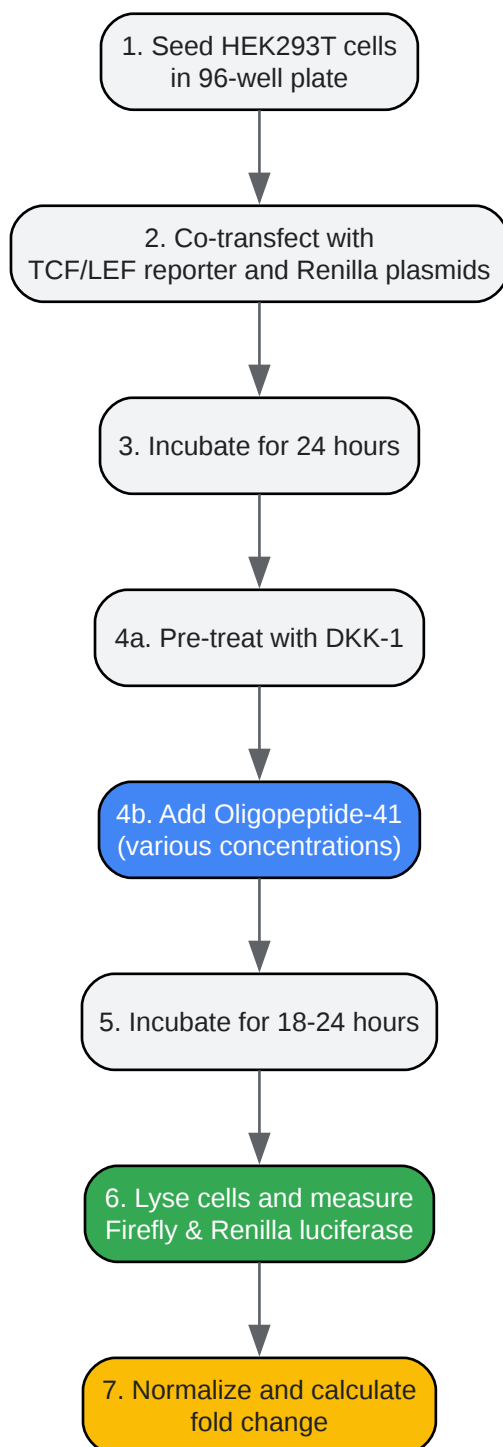 1. Seed HEK293T cells
in 96-well plate
2. Co-transfect with
TCF/LEF reporter and Renilla plasmids
3. Incubate for 24 hours
4a. Pre-treat with DKK-1
4b. Add Oligopeptide-41
(various concentrations)
5. Incubate for 18-24 hours
6. Lyse cells and measure
Firefly & Renilla luciferase
7. Normalize and calculate
fold change